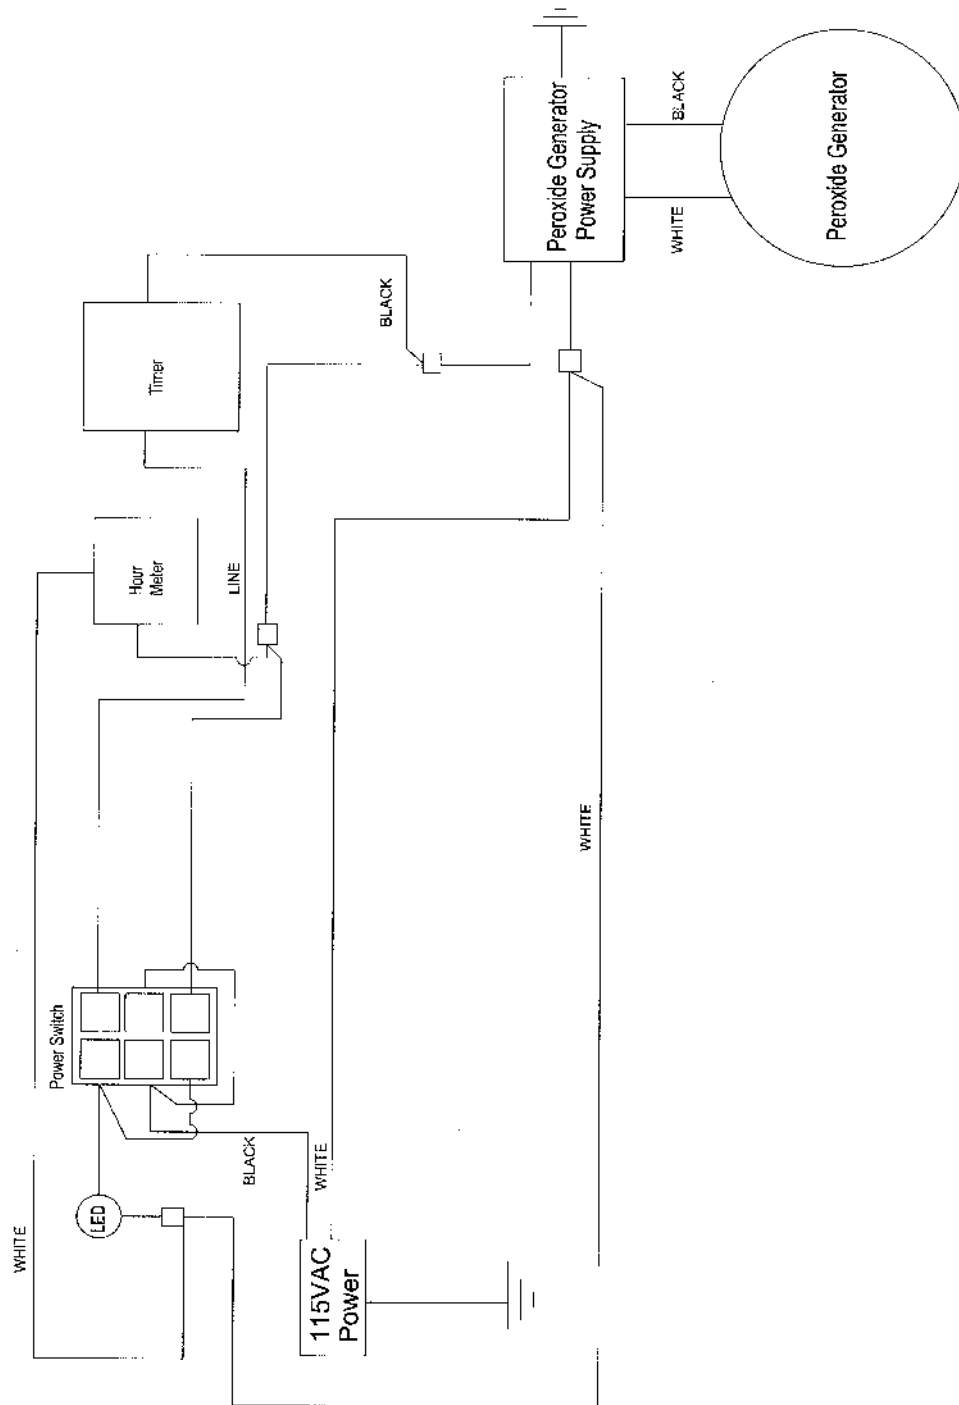 WHITE
LED
Power Switch
BLACK
WHITE
115VAC
Power
Hour
Meter
LINE
Timer
BLACK
WHITE
Peroxide Generator
Power Supply
WHITE
BLACK
Peroxide Generator